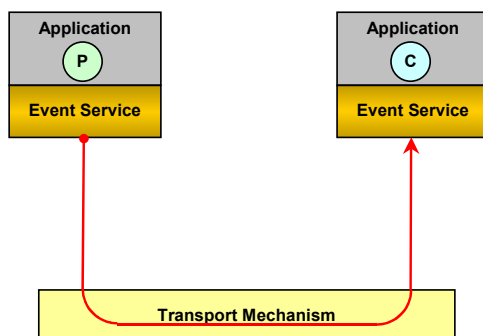 Application
P
Event Service
Application
C
Event Service
Transport Mechanism